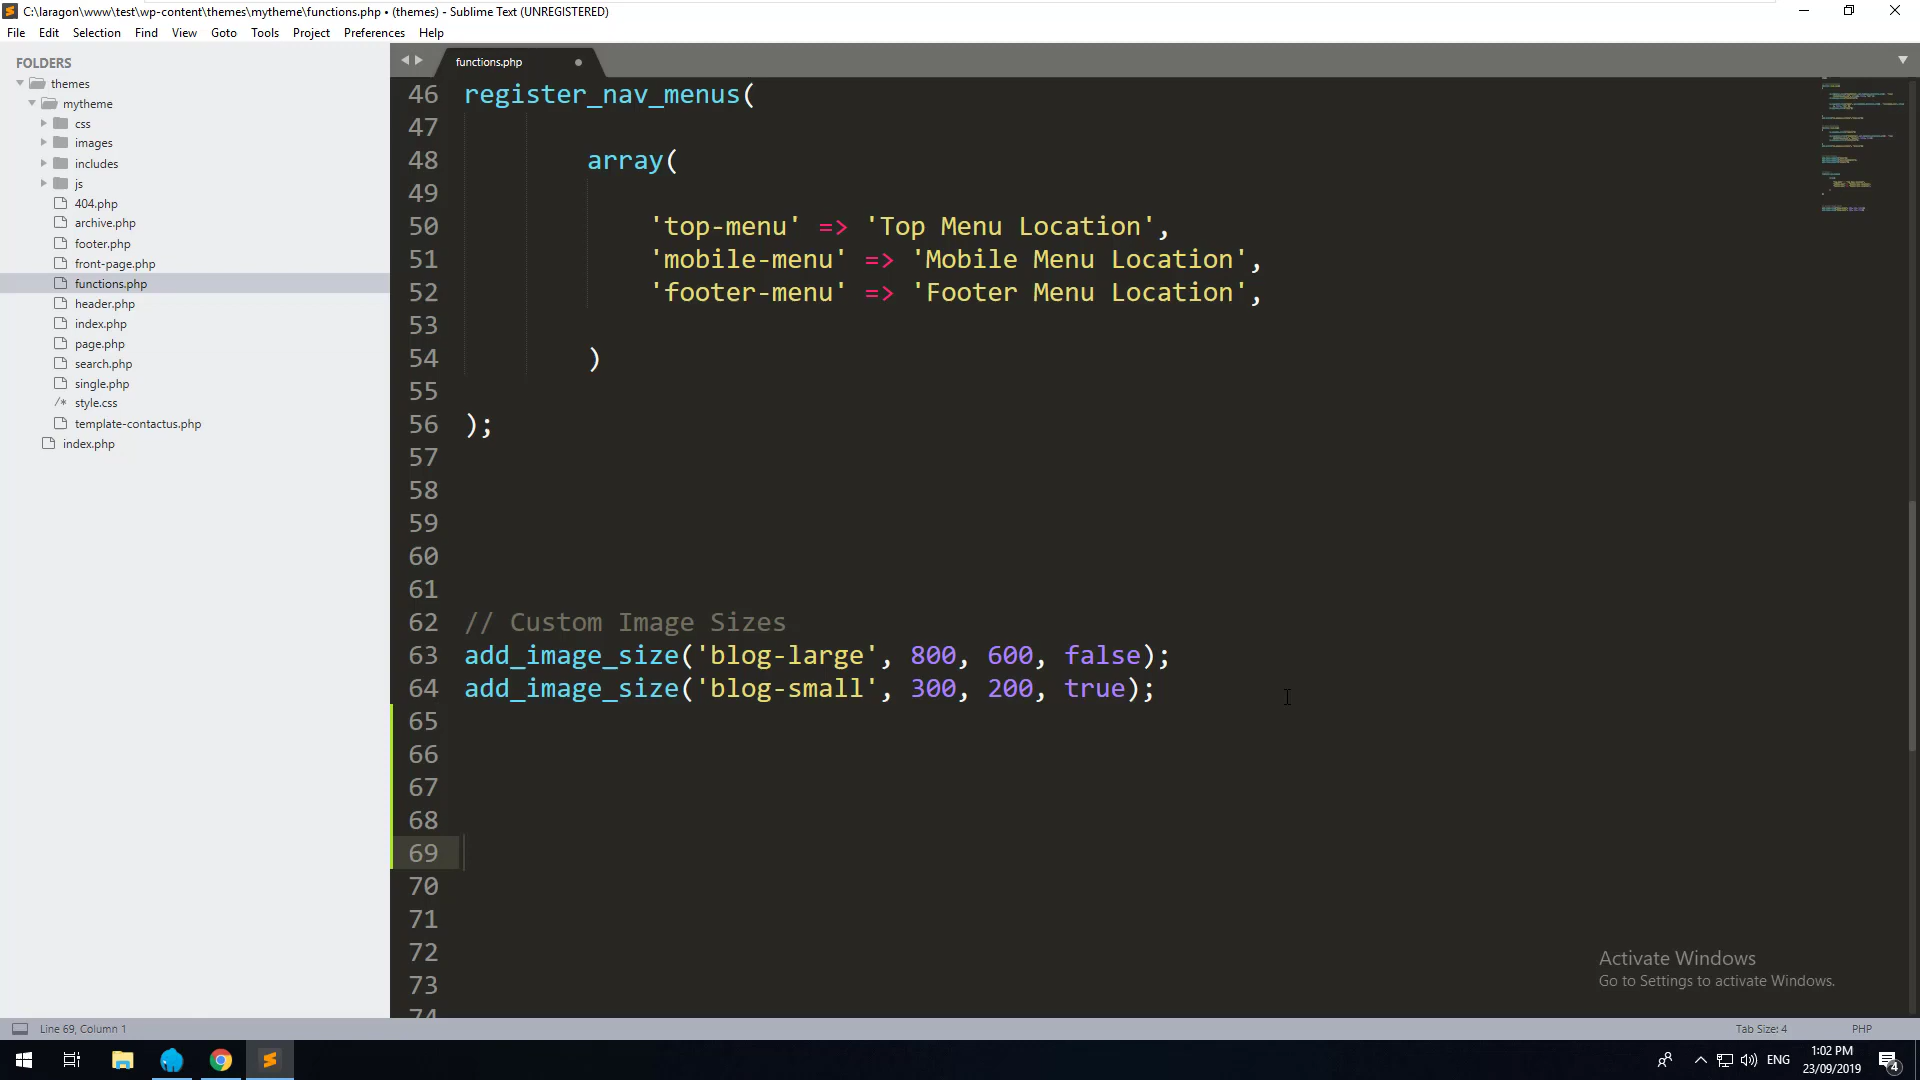 C:\laragon\www\test\wp-content\themes\mytheme\functions.php • (themes) - Sublime Text (UNREGISTERED)
File Edit Selection Find View Goto Tools Project Preferences Help
FOLDERS
themes
mytheme
css
images
includes
js
404.php
archive.php
footer.php
front-page.php
functions.php
header.php
index.php
page.php
search.php
single.php
/* style.css
template-contactus.php
index.php
functions.php
46 register_nav_menus(
47
48 array(
49
50 'top-menu' => 'Top Menu Location',
51 'mobile-menu' => 'Mobile Menu Location',
52 'footer-menu' => 'Footer Menu Location',
53
54 )
55
56 );
57
58
59
60
61
62 // Custom Image Sizes
63 add_image_size('blog-large', 800, 600, false);
64 add_image_size('blog-small', 300, 200, true);
65
66
67
68
69
70
71
72
73
74
Activate Windows
Go to Settings to activate Windows.
Line 69, Column 1
Tab Size: 4
PHP
ENG
1:02 PM
23/09/2019
4